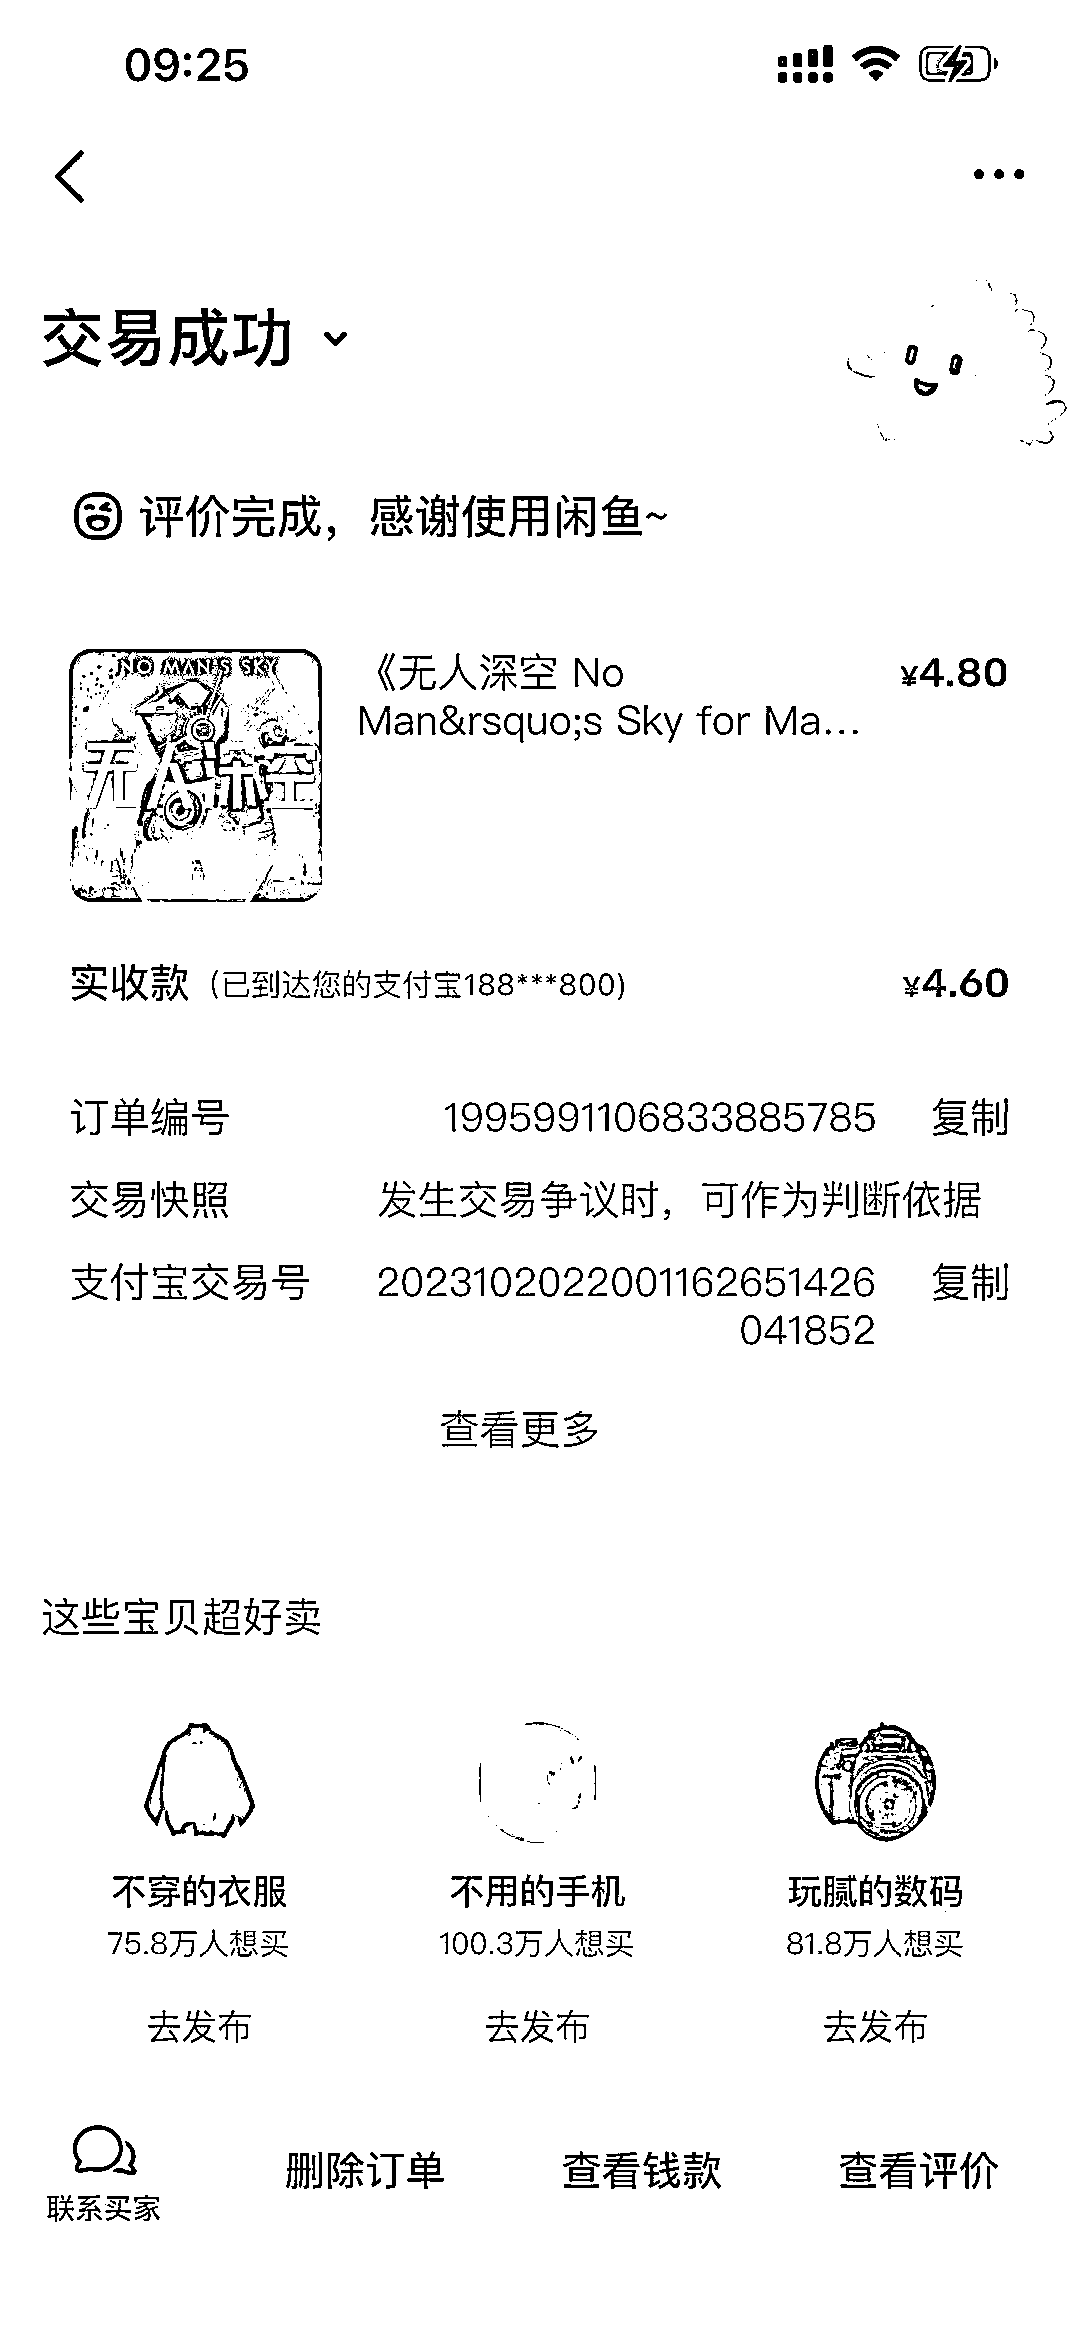 09:25
交易成功
评价完成，感谢使用闲鱼~
NO MAN'S SKY
无人深空
《无人深空 No
Man&rsquo;s Sky for Ma...
¥4.80
实收款（已到达您的支付宝188***800) ¥4.60
订单编号 1995991106833885785 复制
交易快照 发生交易争议时，可作为判断依据
支付宝交易号 2023102022001162651426 复制
041852
查看更多
这些宝贝超好卖
不穿的衣服 不用的手机 玩腻的数码
75.8万人想买 100.3万人想买 81.8万人想买
去发布 去发布 去发布
联系买家 删除订单 查看钱款 查看评价